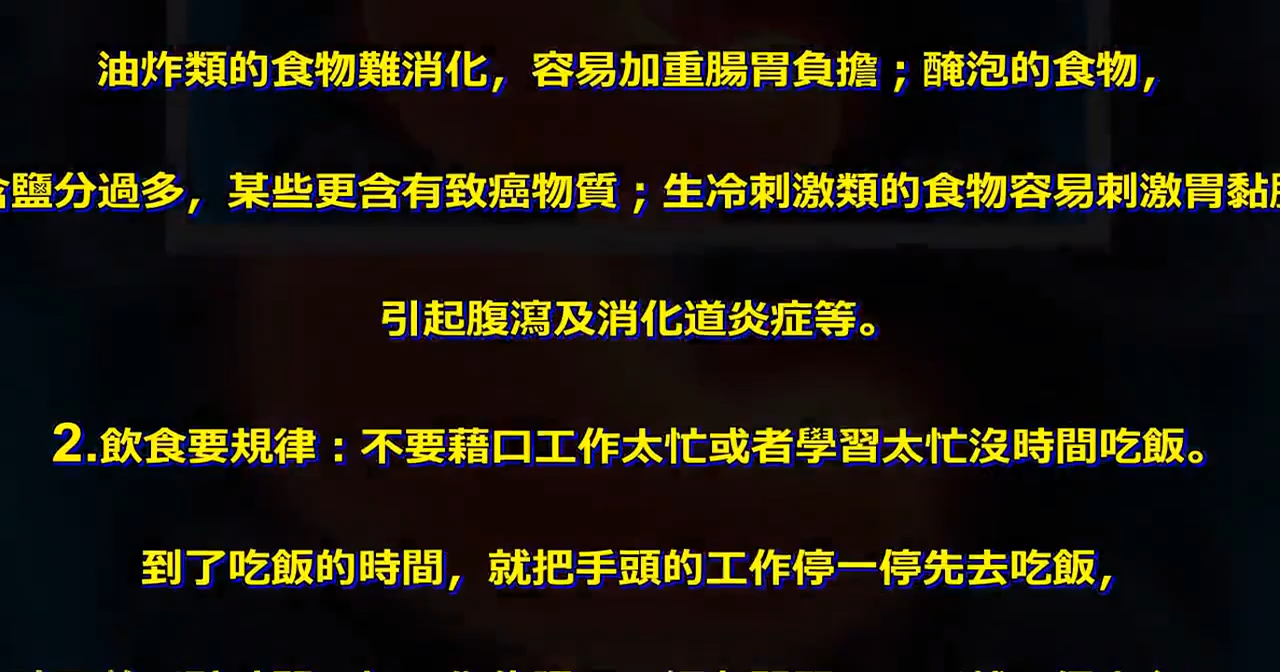 油炸類的食物難消化，容易加重腸胃負擔；醃泡的食物，
含鹽分過多，某些更含有致癌物質；生冷刺激類的食物容易刺激胃黏
引起腹瀉及消化道炎症等。
2.飲食要規律：不要藉口工作太忙或者學習太忙沒時間吃飯。
到了吃飯的時間，就把手頭的工作停一停先去吃飯，